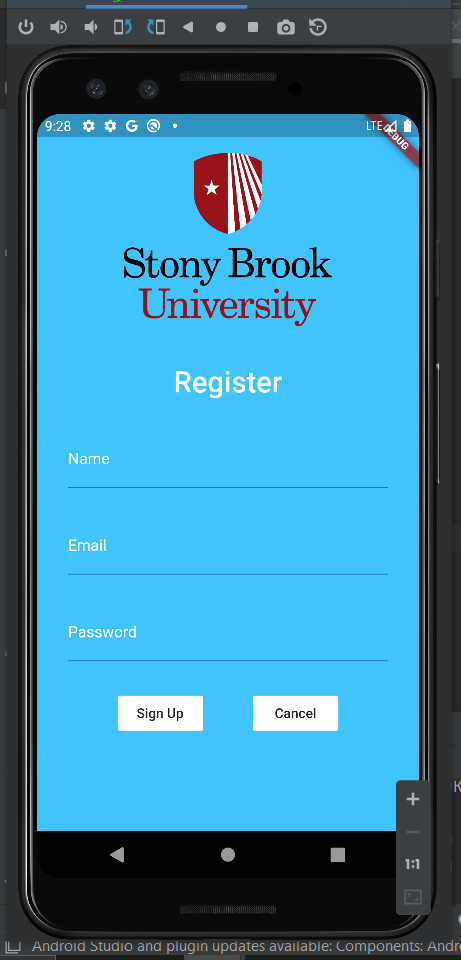 9:28
LTE
DEBUG
Stony Brook
University
Register
Name
Email
Password
Sign Up
Cancel
1:1
Android Studio and plugin updates available: Components: Andr